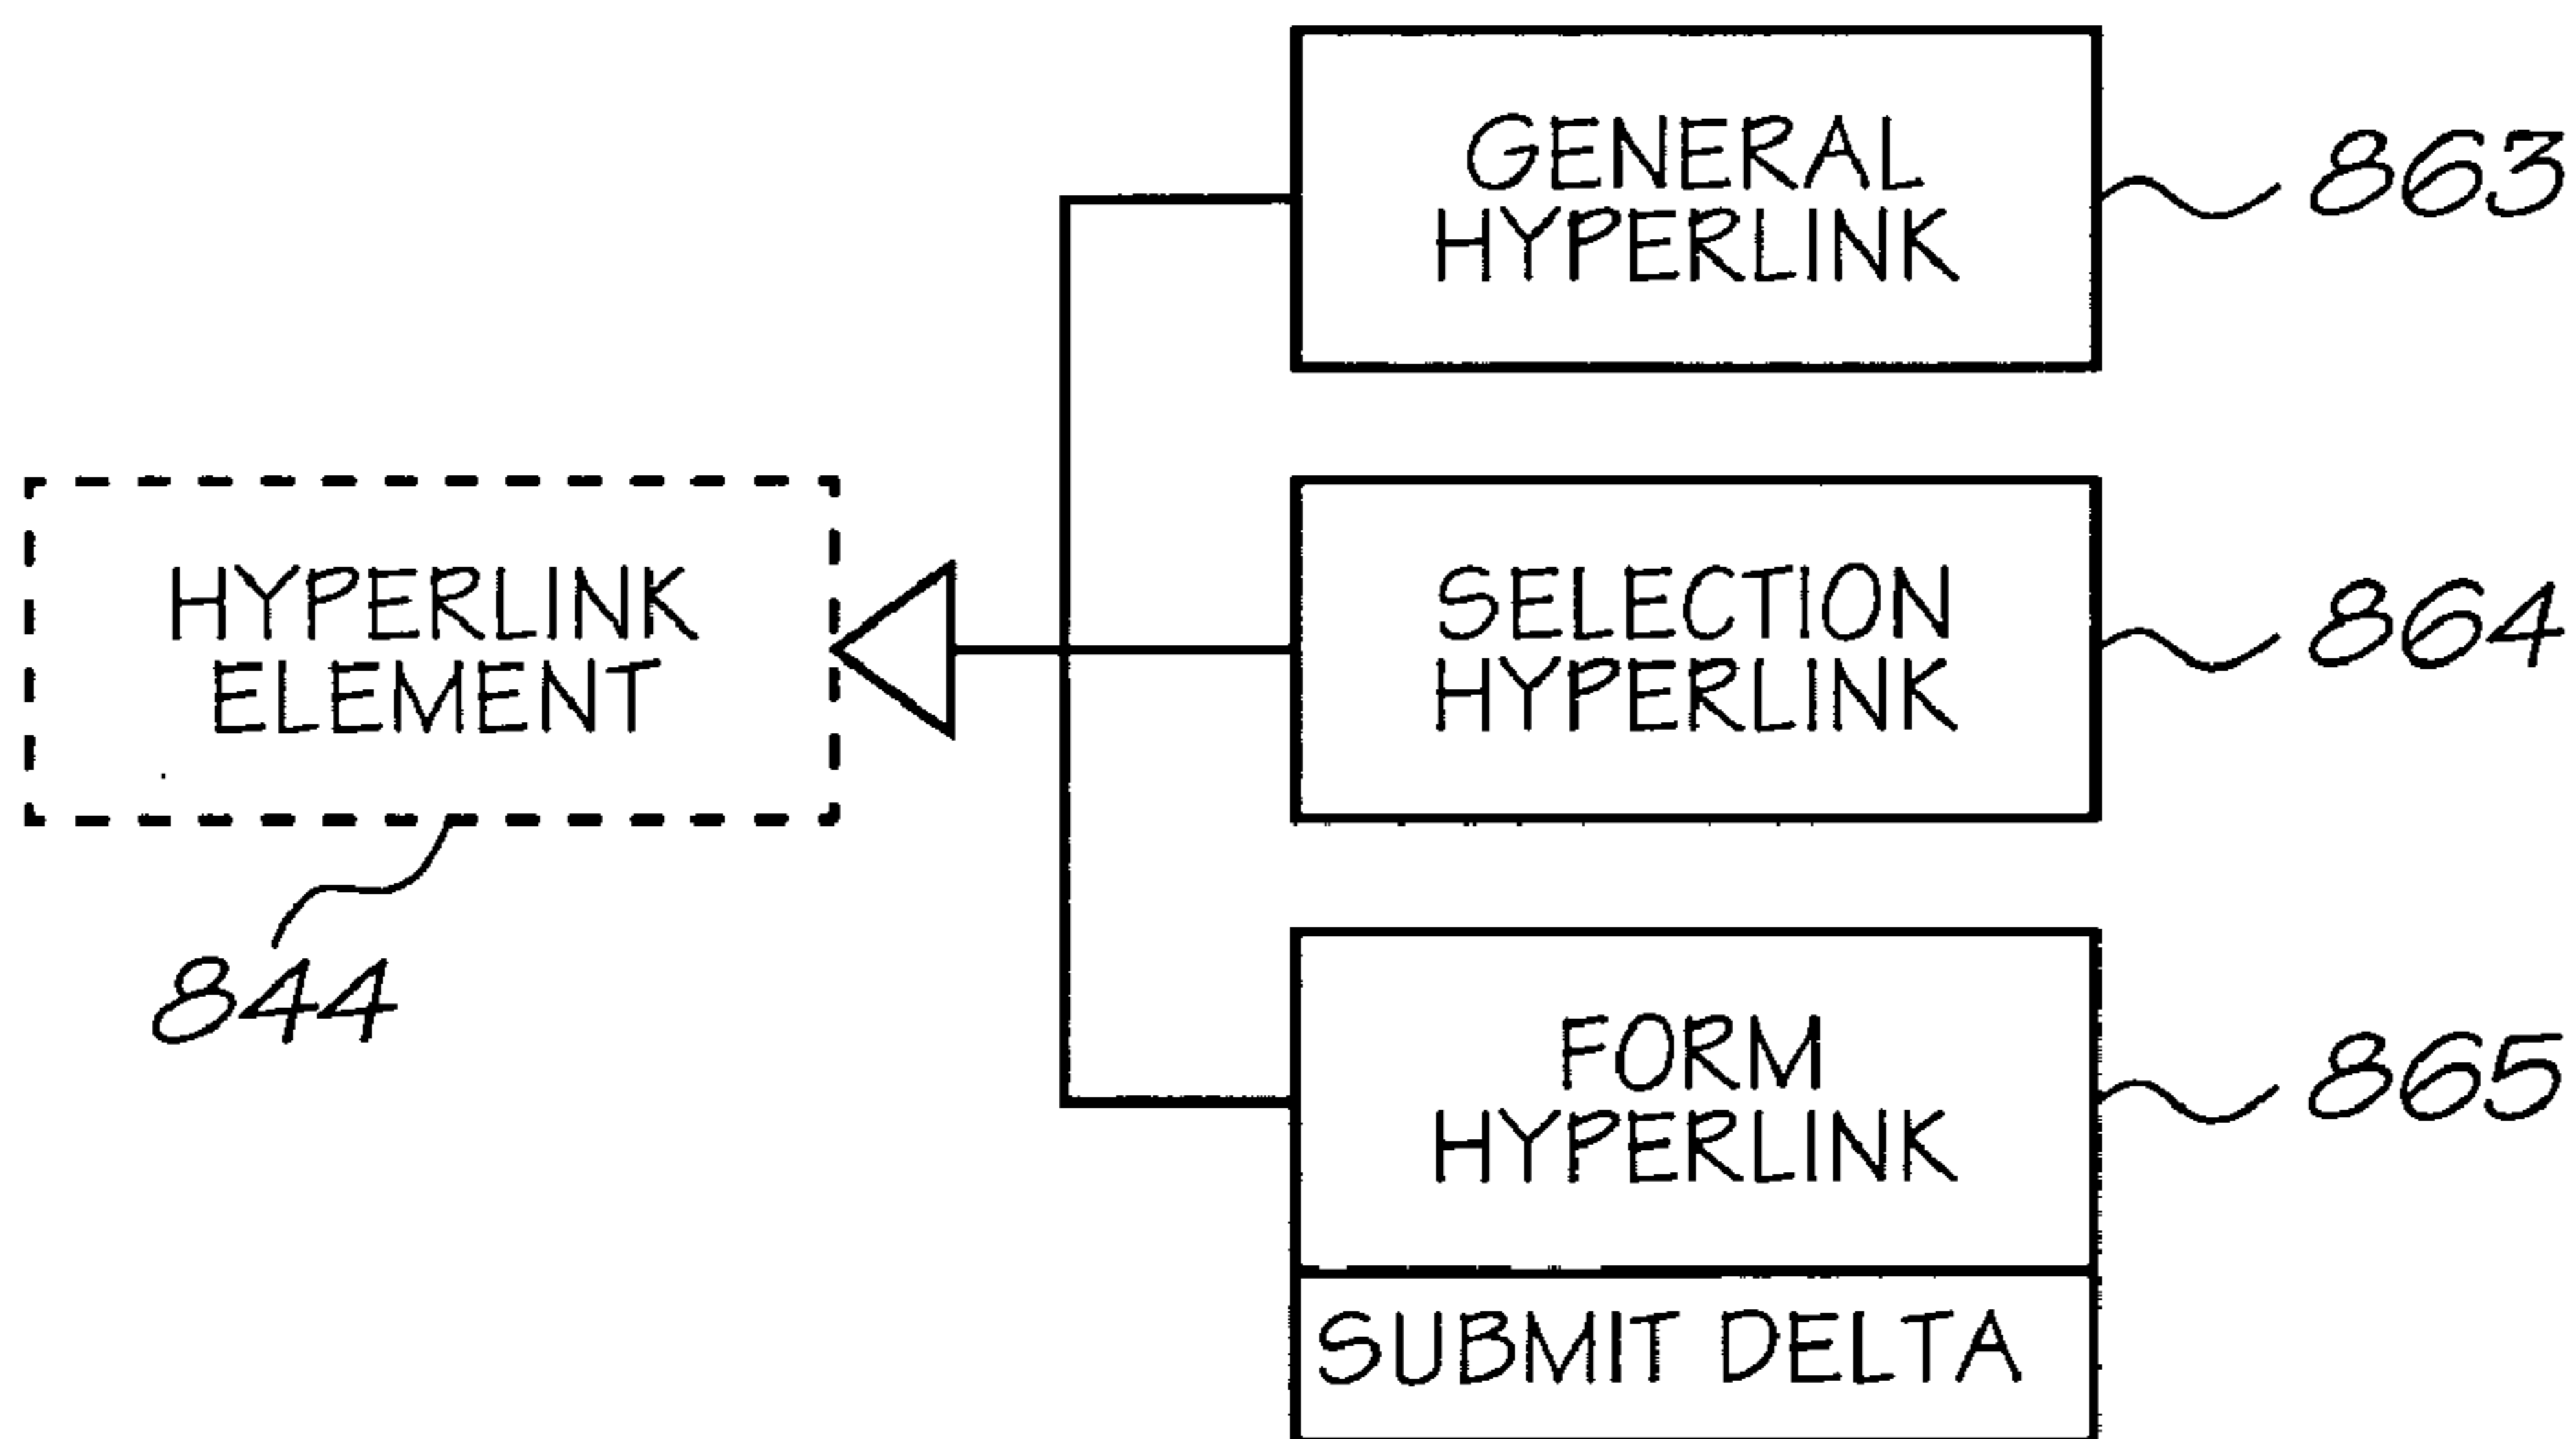 GENERAL
HYPERLINK
863
HYPERLINK
ELEMENT
844
SELECTION
HYPERLINK
864
FORM
HYPERLINK
865
SUBMIT DELTA